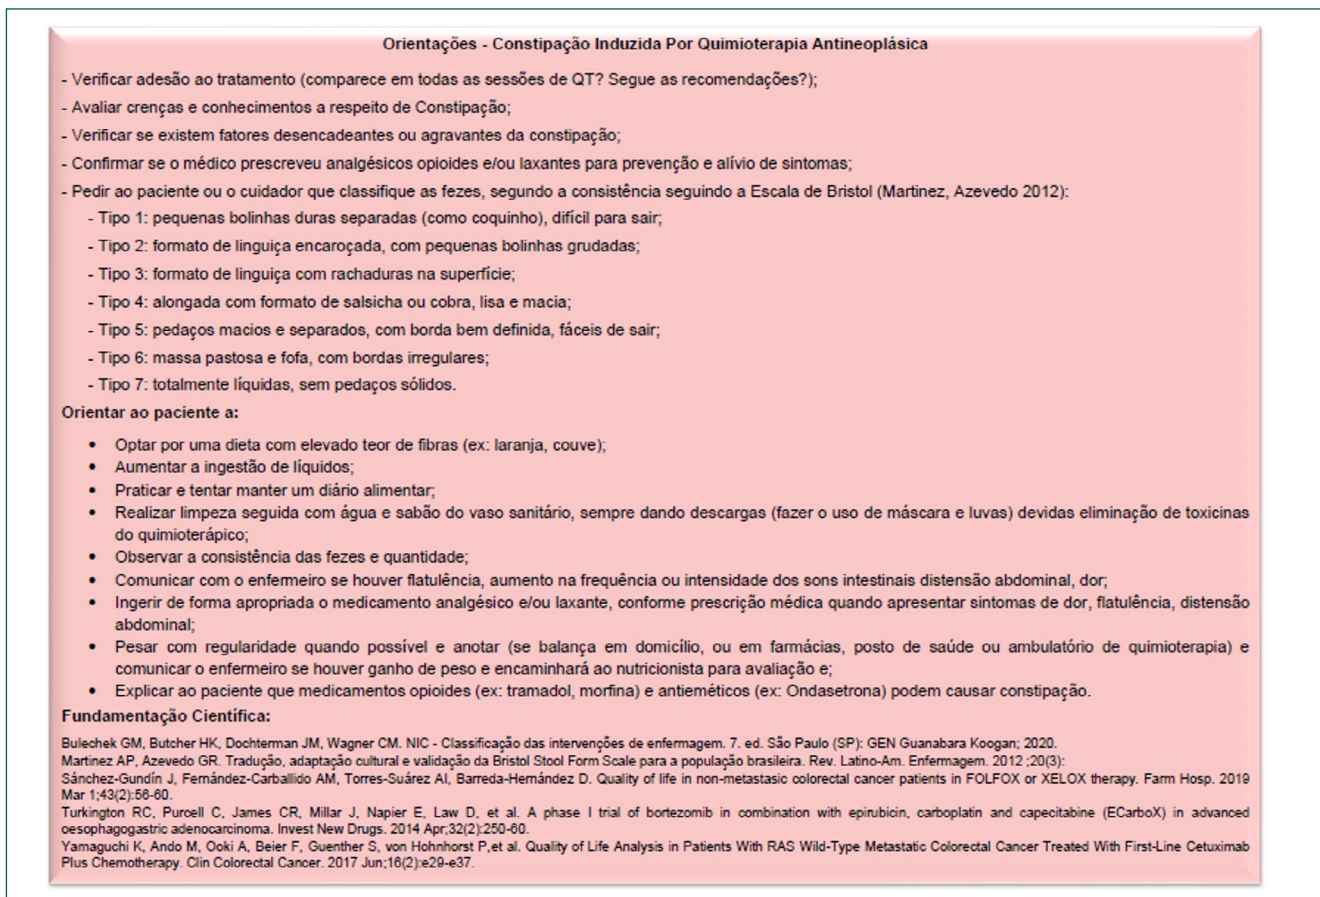 Orientações - Constipação Induzida Por Quimioterapia Antineoplásica
- Verificar adesão ao tratamento (comparece em todas as sessões de QT? Segue as recomendações?);
- Avaliar crenças e conhecimentos a respeito de Constipação;
- Verificar se existem fatores desencadeantes ou agravantes da constipação;
- Confirmar se o médico prescreveu analgésicos opioides e/ou laxantes para prevenção e alívio de sintomas;
- Pedir ao paciente ou o cuidador que classifique as fezes, segundo a consistência seguindo a Escala de Bristol (Martinez, Azevedo 2012):
- Tipo 1: pequenas bolinhas duras separadas (como coquinho), difícil para sair;
- Tipo 2: formato de linguiça encaroçada, com pequenas bolinhas grudadas;
- Tipo 3: formato de linguiça com rachaduras na superfície;
- Tipo 4: alongada com formato de salsicha ou cobra, lisa e macia;
- Tipo 5: pedaços macios e separados, com borda bem definida, fáceis de sair;
- Tipo 6: massa pastosa e fofa, com bordas irregulares;
- Tipo 7: totalmente líquidas, sem pedaços sólidos.
Orientar ao paciente a:
• Optar por uma dieta com elevado teor de fibras (ex: laranja, couve);
• Aumentar a ingestão de líquidos;
• Praticar e tentar manter um diário alimentar;
• Realizar limpeza seguida com água e sabão do vaso sanitário, sempre dando descargas (fazer o uso de máscara e luvas) devidas eliminação de toxicinas
do quimioterápico;
• Observar a consistência das fezes e quantidade;
• Comunicar com o enfermeiro se houver flatulência, aumento na frequência ou intensidade dos sons intestinais distensão abdominal, dor;
• Ingerir de forma apropriada o medicamento analgésico e/ou laxante, conforme prescrição médica quando apresentar sintomas de dor, flatulência, distensão
abdominal;
• Pesar com regularidade quando possível e anotar (se balança em domicílio, ou em farmácias, posto de saúde ou ambulatório de quimioterapia) e
comunicar o enfermeiro se houver ganho de peso e encaminhará ao nutricionista para avaliação e;
• Explicar ao paciente que medicamentos opioides (ex: tramadol, morfina) e antieméticos (ex: Ondasetrona) podem causar constipação.
Fundamentação Científica:
Bulechek GM, Butcher HK, Dochterman JM, Wagner CM. NIC - Classificação das intervenções de enfermagem. 7. ed. São Paulo (SP): GEN Guanabara Koogan; 2020.
Martinez AP, Azevedo GR. Tradução, adaptação cultural e validação da Bristol Stool Form Scale para a população brasileira. Rev. Latino-Am. Enfermagem. 2012 ;20(3):
Sánchez-Gundín J, Fernández-Carballido AM, Torres-Suárez AI, Barreda-Hernández D. Quality of life in non-metastasic colorectal cancer patients in FOLFOX or XELOX therapy. Farm Hosp. 2019
Mar 1;43(2):56-60.
Turkington RC, Purcell C, James CR, Millar J, Napier E, Law D, et al. A phase I trial of bortezomib in combination with epirubicin, carboplatin and capecitabine (ECarboX) in advanced
oesophagogastric adenocarcinoma. Invest New Drugs. 2014 Apr;32(2):250-60.
Yamaguchi K, Ando M, Ooki A, Beier F, Guenther S, von Hohnhorst P,et al. Quality of Life Analysis in Patients With RAS Wild-Type Metastatic Colorectal Cancer Treated With First-Line Cetuximab
Plus Chemotherapy. Clin Colorectal Cancer. 2017 Jun;16(2):e29-e37.